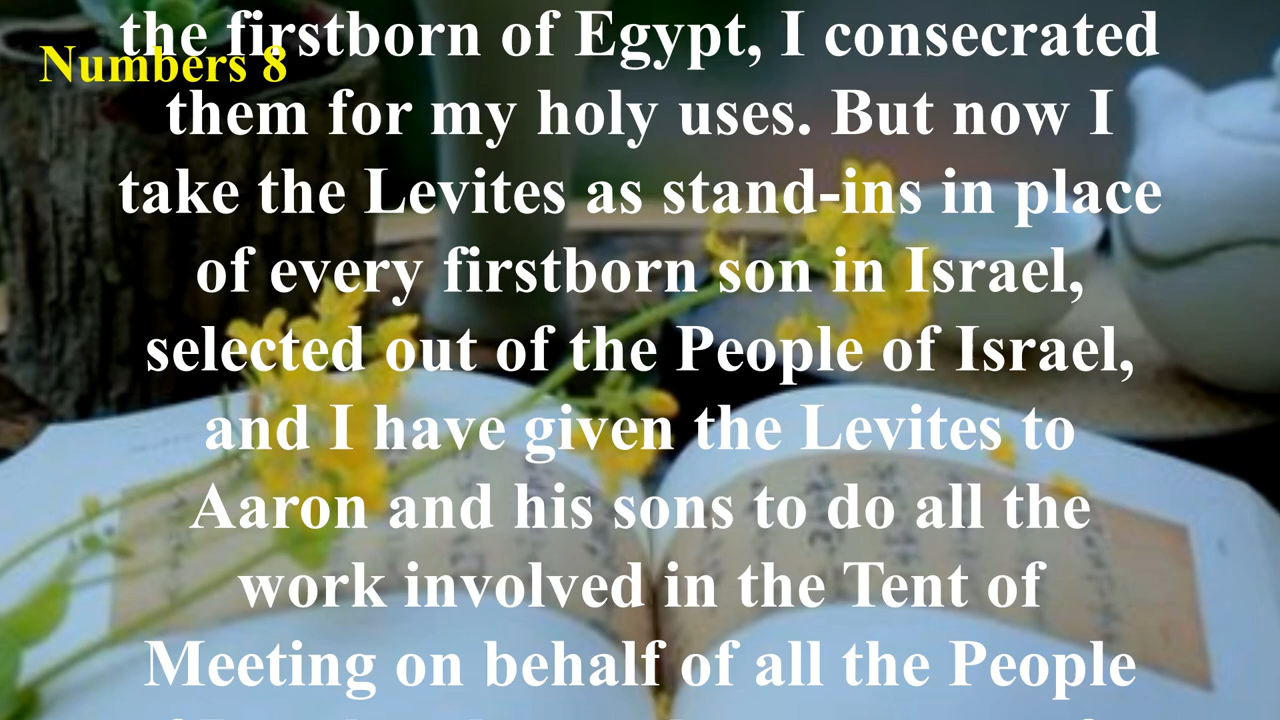 the firstborn of Egypt, I consecrated
Numbers 8
them for my holy uses. But now I
take the Levites as stand-ins in place
of every firstborn son in Israel,
selected out of the People of Israel,
and I have given the Levites to
Aaron and his sons to do all the
work involved in the Tent of
Meeting on behalf of all the People